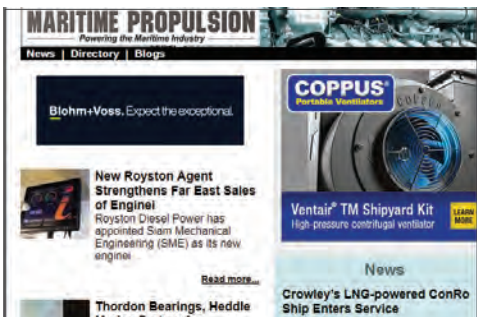 MARITIME PROPULSION
Powering the Maritime Industry
News | Directory | Blogs
Blohm+Voss. Expect the exceptional.
New Royston Agent
Strengthens Far East Sales
of Enginei
Royston Diesel Power has
appointed Siam Mechanical
Engineering (SME) as its new
enginei
Read more...
Thordon Bearings, Heddle
COPPUS®
Portable Ventilators
COPPUS
Ventair® TM Shipyard Kit
High-pressure centrifugal ventilator
LEARN
MORE
News
Crowley's LNG-powered ConRo
Ship Enters Service